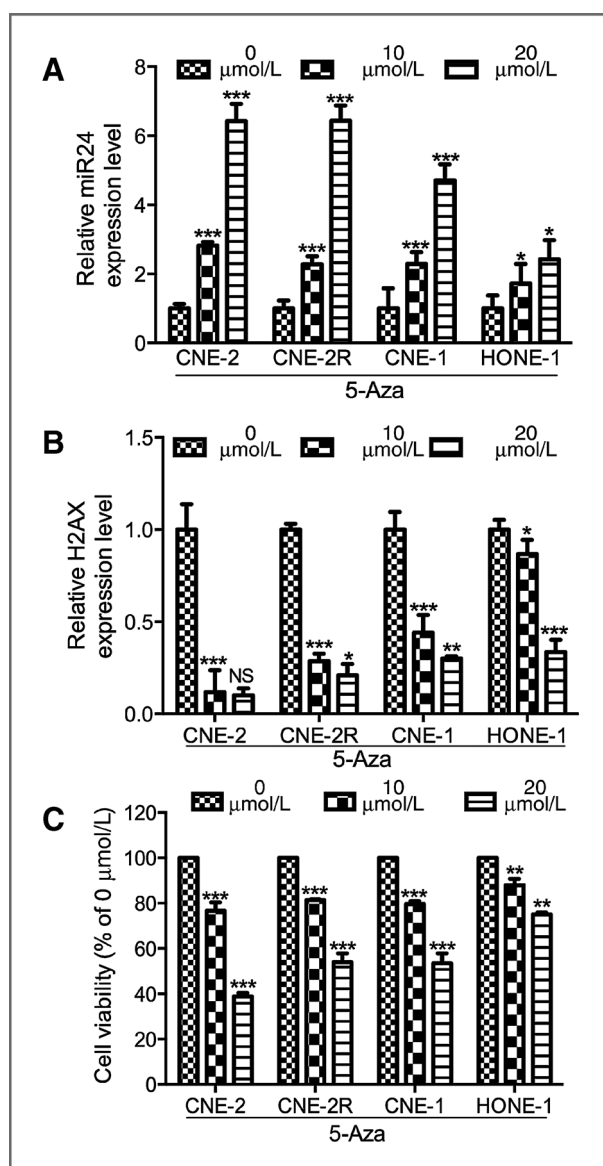 A
0 10 20
μmol/L μmol/L μmol/L
Relative miR24
expression level
8
6
4
2
0
*** *** *** *** *** *** * *
CNE-2 CNE-2R CNE-1 HONE-1
5-Aza
B
0 10 20
μmol/L μmol/L μmol/L
Relative H2AX
expression level
1.5
1.0
0.5
0.0
*** NS *** * *** ** * ***
CNE-2 CNE-2R CNE-1 HONE-1
5-Aza
C
0 10 20
μmol/L μmol/L μmol/L
Cell viability (% of 0 μmol/L)
120
100
80
60
40
20
0
*** *** *** *** *** *** ** **
CNE-2 CNE-2R CNE-1 HONE-1
5-Aza